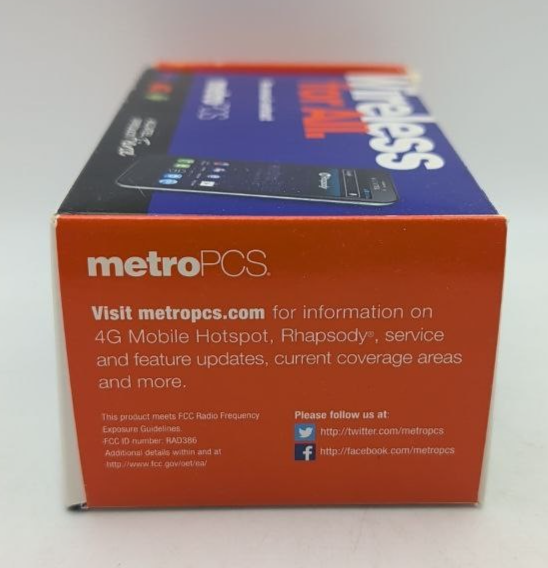 Wireless
for All.
metroPCS
metroPCS.
Visit metropcs.com for information on
4G Mobile Hotspot, Rhapsody®, service
and feature updates, current coverage areas
and more.
This product meets FCC Radio Frequency
Exposure Guidelines
FCC ID number: RAD386
Additional details within and at
http://www.fcc.gov/oet/ea/
Please follow us at:
http://twitter.com/metropcs
http://facebook.com/metropcs